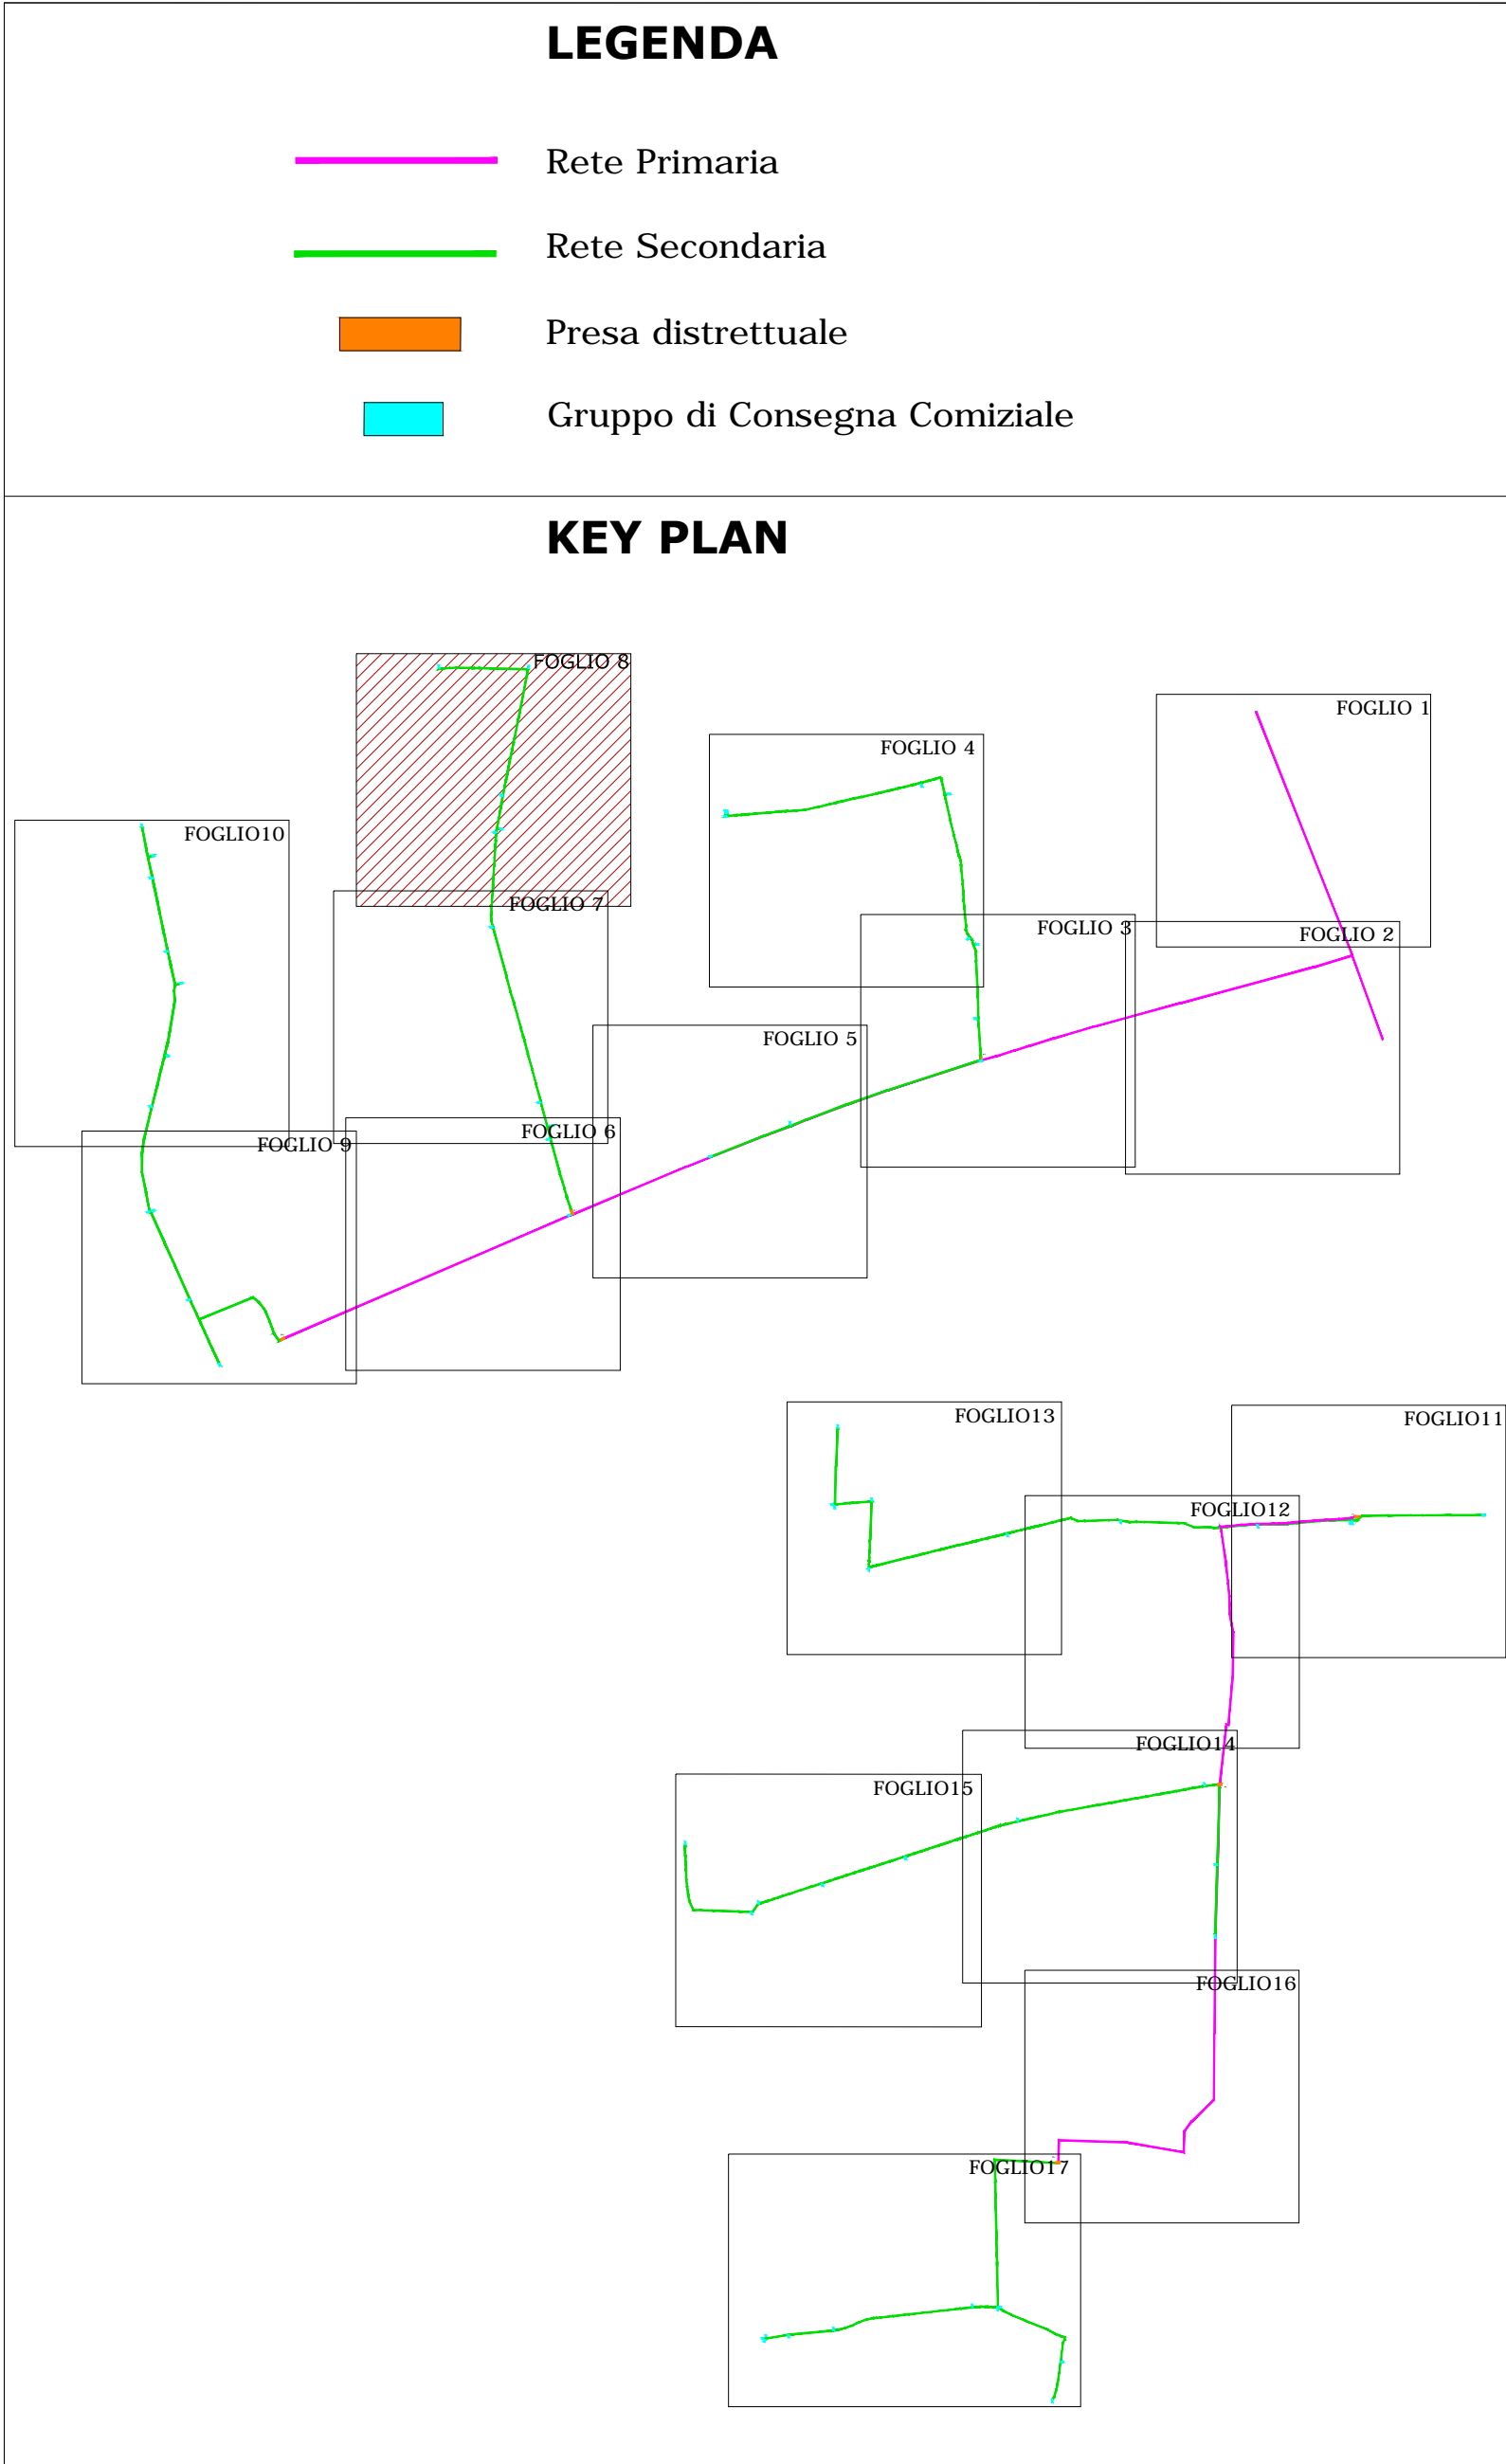 LEGENDA
Rete Primaria
Rete Secondaria
Presa distrettuale
Gruppo di Consegna Comiziale
KEY PLAN
FOGLIO 8
FOGLIO 1
FOGLIO 4
FOGLIO10
FOGLIO 7
FOGLIO 3
FOGLIO 2
FOGLIO 5
FOGLIO 6
FOGLIO 9
FOGLIO13
FOGLIO11
FOGLIO12
FOGLIO14
FOGLIO15
FOGLIO16
FOGLIO17